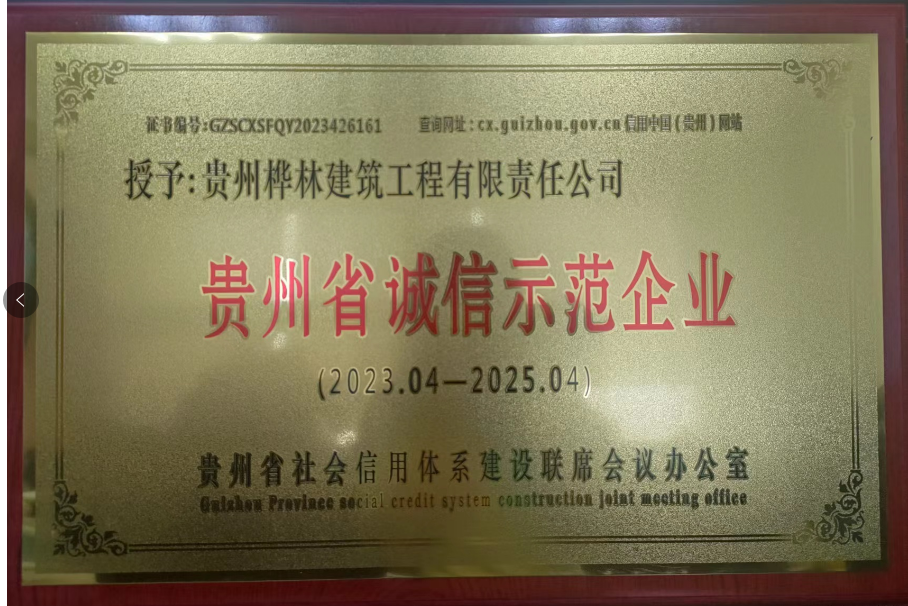 证书编号:GZSCXSFQY2023426161 查询网址:cx.guizhou.gov.cn信用中国(贵州)网站
授予:贵州桦林建筑工程有限责任公司
贵州省诚信示范企业
(2023.04—2025.04)
贵州省社会信用体系建设联席会议办公室
Guizhou Province social credit system construction joint meeting office